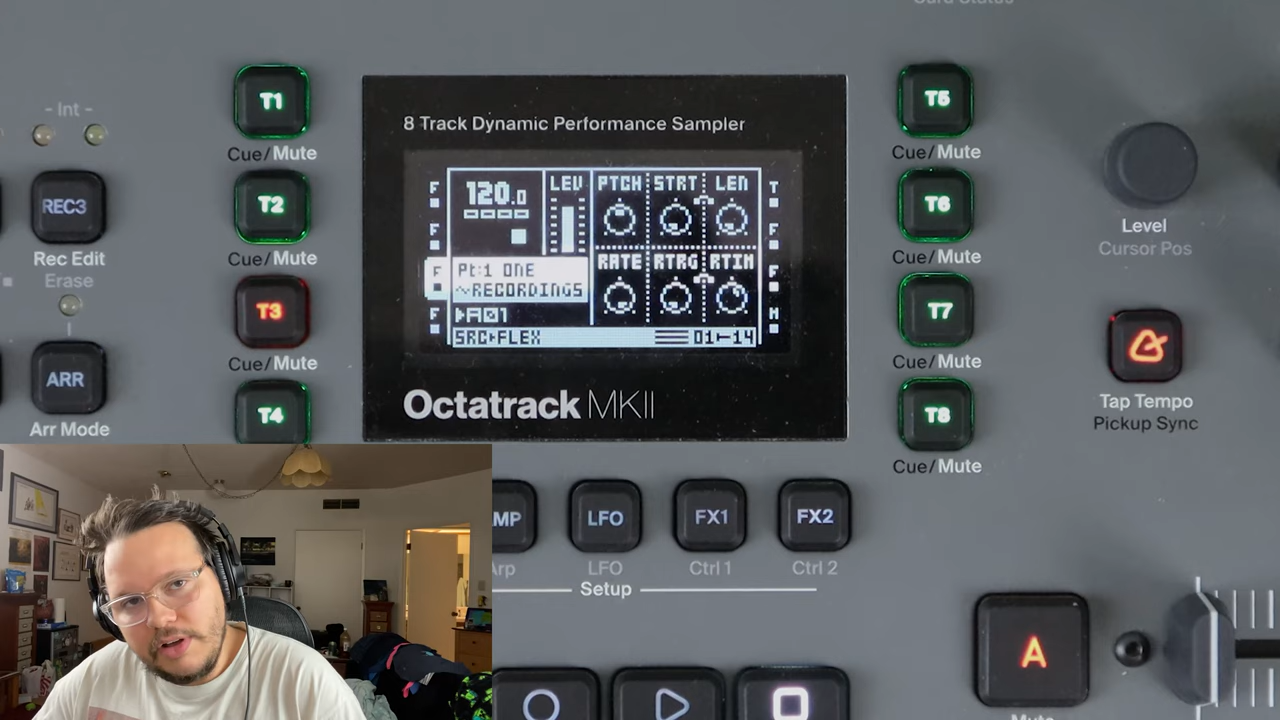 - Int -
T1
Cue/Mute
REC3
T2
Cue/Mute
Rec Edit
Erase
T3
Cue/Mute
ARR
Arr Mode
T4
8 Track Dynamic Performance Sampler
120.0
LEV
PTCH STRT LEN
Pt:1 ONE
RECORDINGS
RATE RTRG RTIM
A01
SRC FLEX
01 14
F
F
F
F
T
F
F
M
Octatrack MKII
T5
Cue/Mute
T6
Cue/Mute
T7
Cue/Mute
T8
Cue/Mute
Level
Cursor Pos
Tap Tempo
Pickup Sync
MP
LFO
FX1
FX2
Arp
LFO
Ctrl 1
Ctrl 2
Setup
A